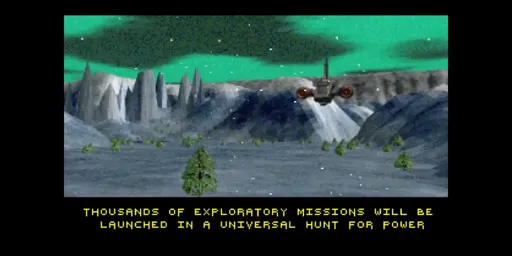 THOUSANDS OF EXPLORATORY MISSIONS WILL BE
LAUNCHED IN A UNIVERSAL HUNT FOR POWER